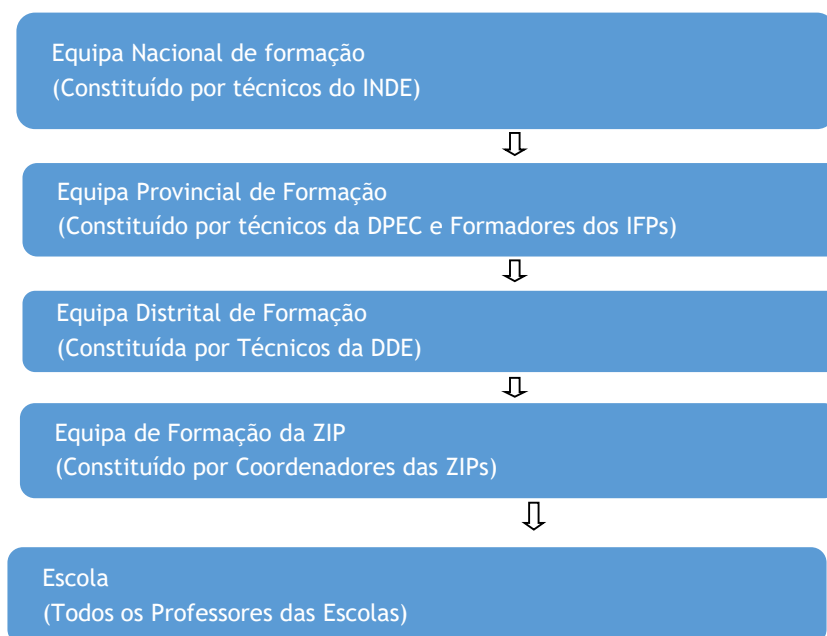 Equipa Nacional de formação
(Constituído por técnicos do INDE)
Equipa Provincial de Formação
(Constituído por técnicos da DPEC e Formadores dos IFPs)
Equipa Distrital de Formação
(Constituída por Técnicos da DDE)
Equipa de Formação da ZIP
(Constituído por Coordenadores das ZIPs)
Escola
(Todos os Professores das Escolas)